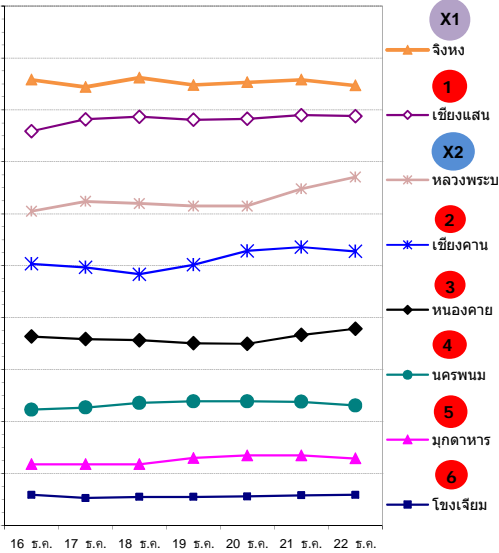 X1
จิ่งหง
1
เชียงแสน
X2
หลวงพระบ
2
เชียงคาน
3
หนองคาย
4
นครพนม
5
มุกดาหาร
6
โขงเจียม
16 ธ.ค. 17 ธ.ค. 18 ธ.ค. 19 ธ.ค. 20 ธ.ค. 21 ธ.ค. 22 ธ.ค.